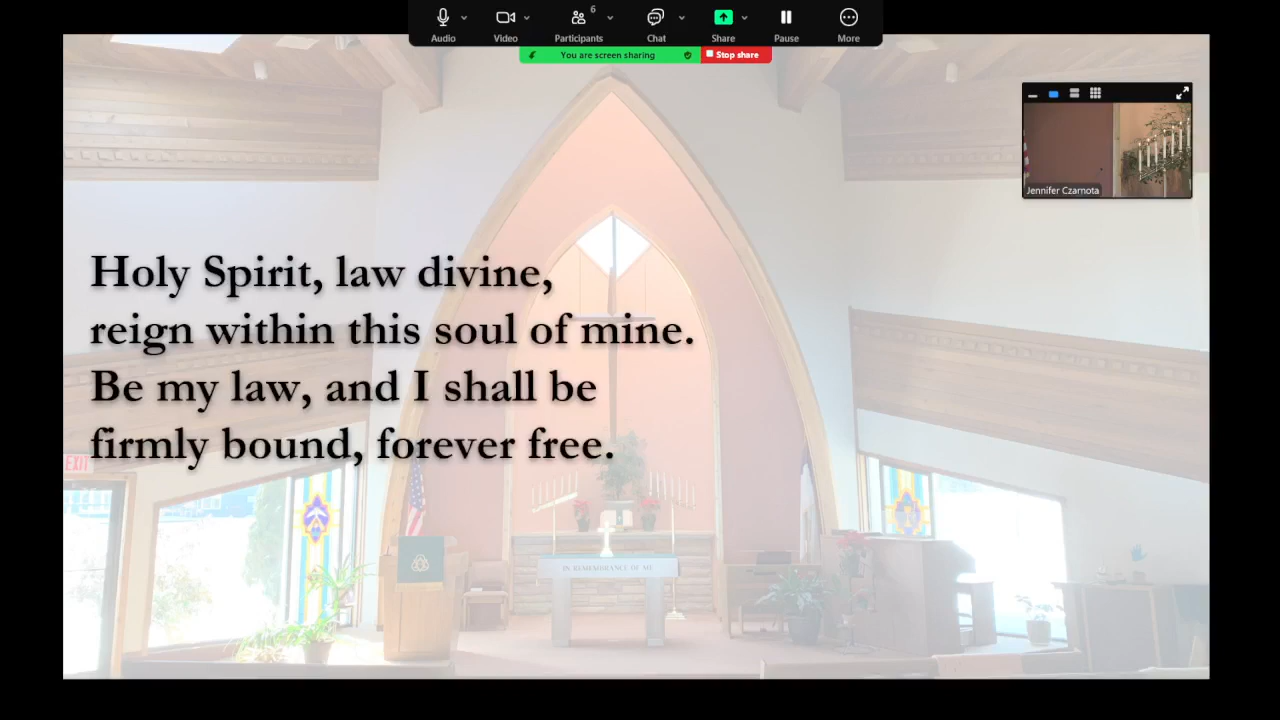 6
Audio
Video
Participants
Chat
Share
Pause
More
You are screen sharing
Stop share
Jennifer Czarnota
Holy Spirit, law divine,
reign within this soul of mine.
Be my law, and I shall be
firmly bound, forever free.
EXIT
IN REMEMBRANCE OF ME